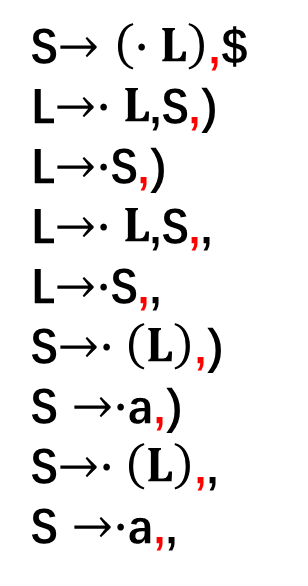 S→（· L）,$
L→· L,S,)
L→·S,)
L→· L,S,,
L→·S,,
S→·（L）,)
S →·a,)
S→·（L）,,
S →·a,,